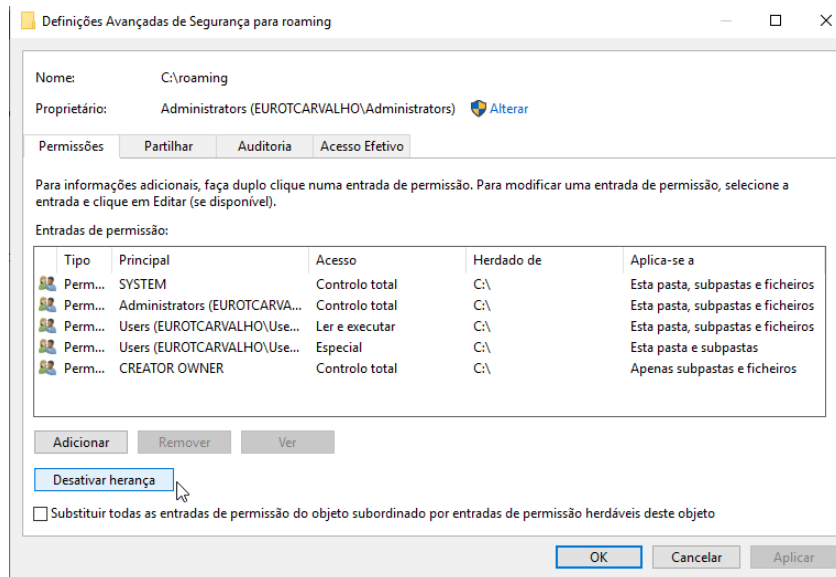 Definições Avançadas de Segurança para roaming
Nome: C:\roaming
Proprietário: Administrators (EUROTCARVALHO\Administrators) Alterar
Permissões Partilhar Auditoria Acesso Efetivo
Para informações adicionais, faça duplo clique numa entrada de permissão. Para modificar uma entrada de permissão, selecione a
entrada e clique em Editar (se disponível).
Entradas de permissão:
Tipo Principal Acesso Herdado de Aplica-se a
Perm... SYSTEM Controlo total C:\ Esta pasta, subpastas e ficheiros
Perm... Administrators (EUROTCARVA... Controlo total C:\ Esta pasta, subpastas e ficheiros
Perm... Users (EUROTCARVALHO\Use... Ler e executar C:\ Esta pasta, subpastas e ficheiros
Perm... Users (EUROTCARVALHO\Use... Especial C:\ Esta pasta e subpastas
Perm... CREATOR OWNER Controlo total C:\ Apenas subpastas e ficheiros
Adicionar Remover Ver
Desativar herança
Substituir todas as entradas de permissão do objeto subordinado por entradas de permissão herdáveis deste objeto
OK Cancelar Aplicar